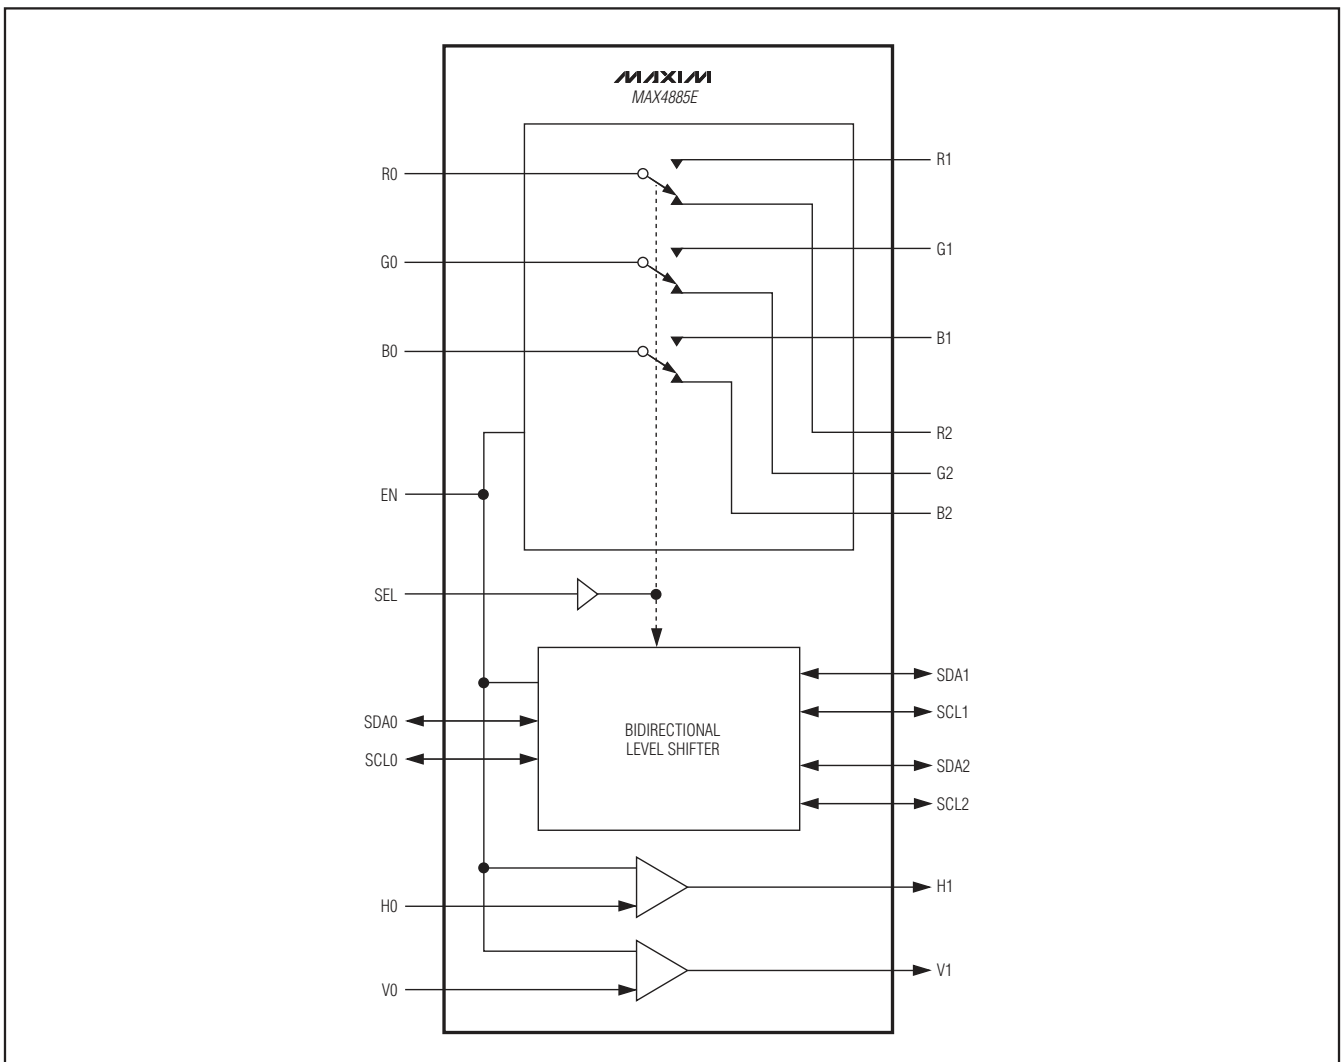 MAXIM
MAX4885E
R0
R1
G0
G1
B0
B1
R2
G2
EN
B2
SEL
SDA1
SCL1
SDA0
BIDIRECTIONAL
LEVEL SHIFTER
SCL0
SDA2
SCL2
H1
H0
V1
V0